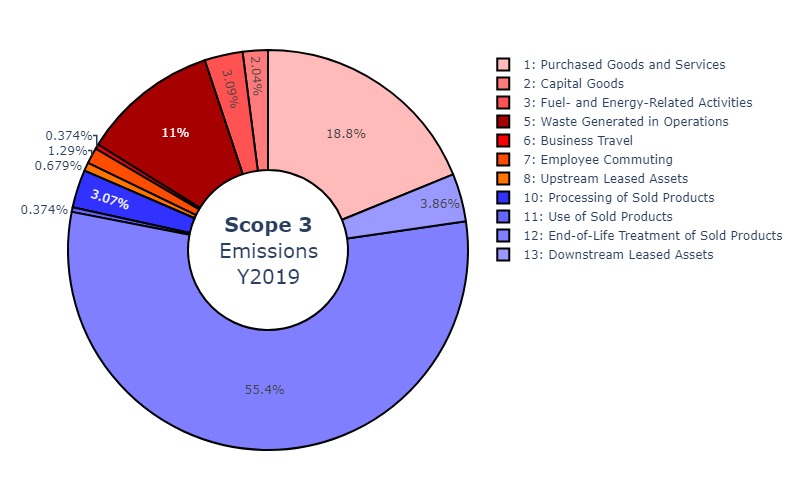 18.8%
3.86%
55.4%
0.374%
3.07%
0.679%
1.29%
0.374%
11%
3.09%
2.04%
Scope 3
Emissions
Y2019
1: Purchased Goods and Services
2: Capital Goods
3: Fuel- and Energy-Related Activities
5: Waste Generated in Operations
6: Business Travel
7: Employee Commuting
8: Upstream Leased Assets
10: Processing of Sold Products
11: Use of Sold Products
12: End-of-Life Treatment of Sold Products
13: Downstream Leased Assets